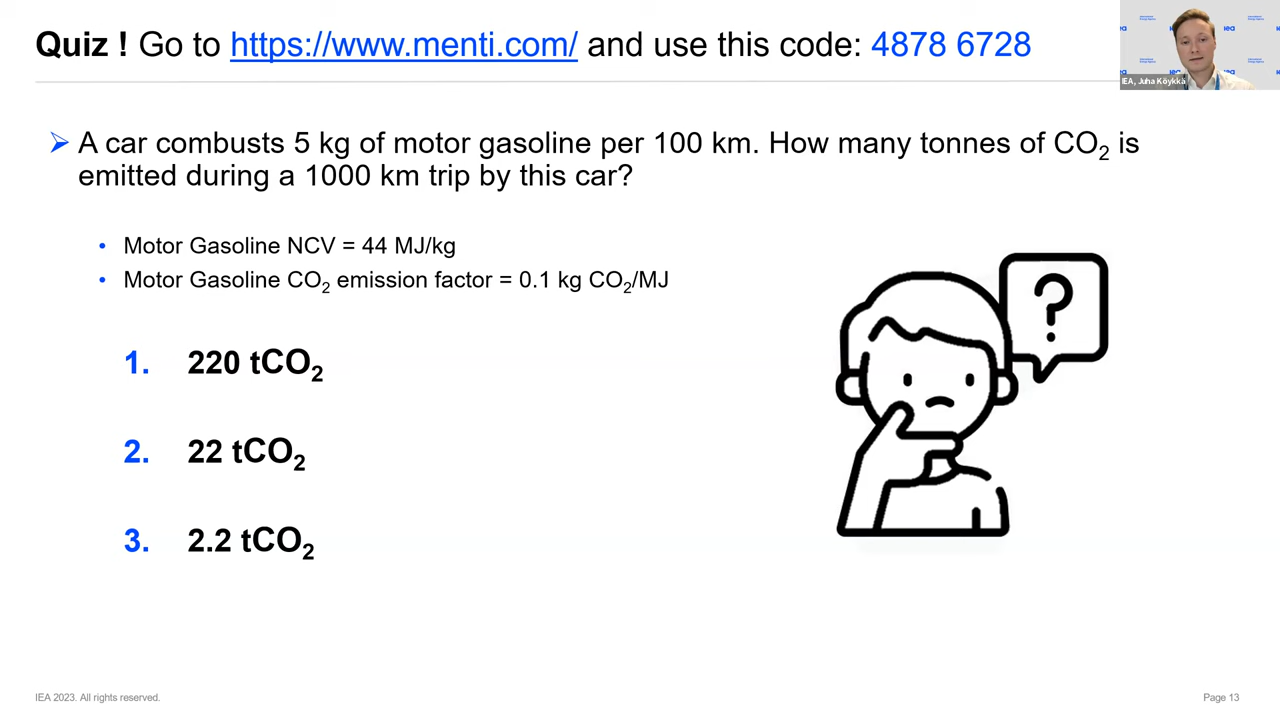 Quiz ! Go to https://www.menti.com/ and use this code: 4878 6728
IEA, Juha Köykkä
A car combusts 5 kg of motor gasoline per 100 km. How many tonnes of CO2 is
emitted during a 1000 km trip by this car?
• Motor Gasoline NCV = 44 MJ/kg
• Motor Gasoline CO2 emission factor = 0.1 kg CO2/MJ
?
1. 220 tCO2
2. 22 tCO2
3. 2.2 tCO2
IEA 2023. All rights reserved.
Page 13